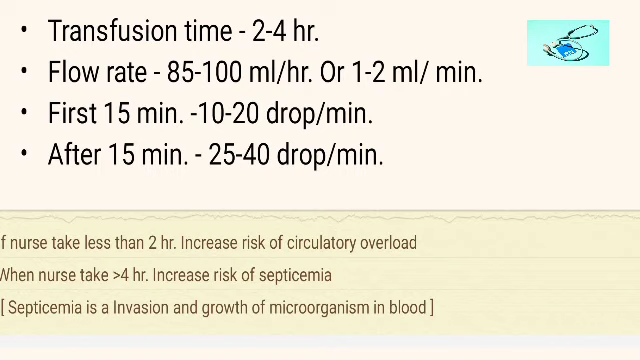 • Transfusion time - 2-4 hr.
• Flow rate - 85-100 ml/hr. Or 1-2 ml/ min.
• First 15 min. -10-20 drop/min.
• After 15 min. - 25-40 drop/min.
f nurse take less than 2 hr. Increase risk of circulatory overload
When nurse take >4 hr. Increase risk of septicemia
[ Septicemia is a Invasion and growth of microorganism in blood ]